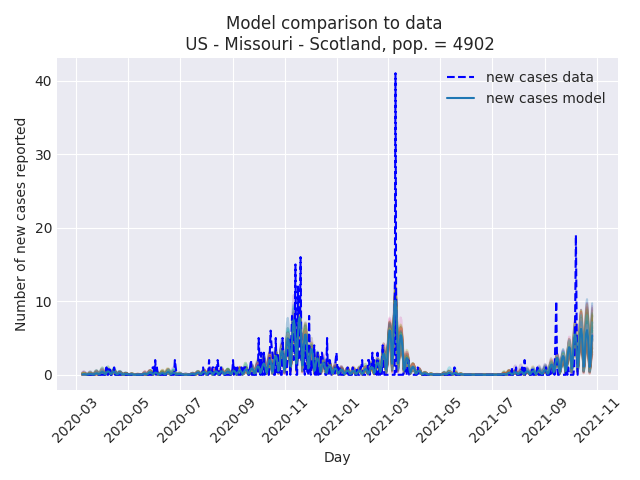 Model comparison to data
US - Missouri - Scotland, pop. = 4902
new cases data
new cases model
Number of new cases reported
40
30
20
10
0
2020-03
2020-05
2020-07
2020-09
2020-11
2021-01
2021-03
2021-05
2021-07
2021-09
2021-11
Day